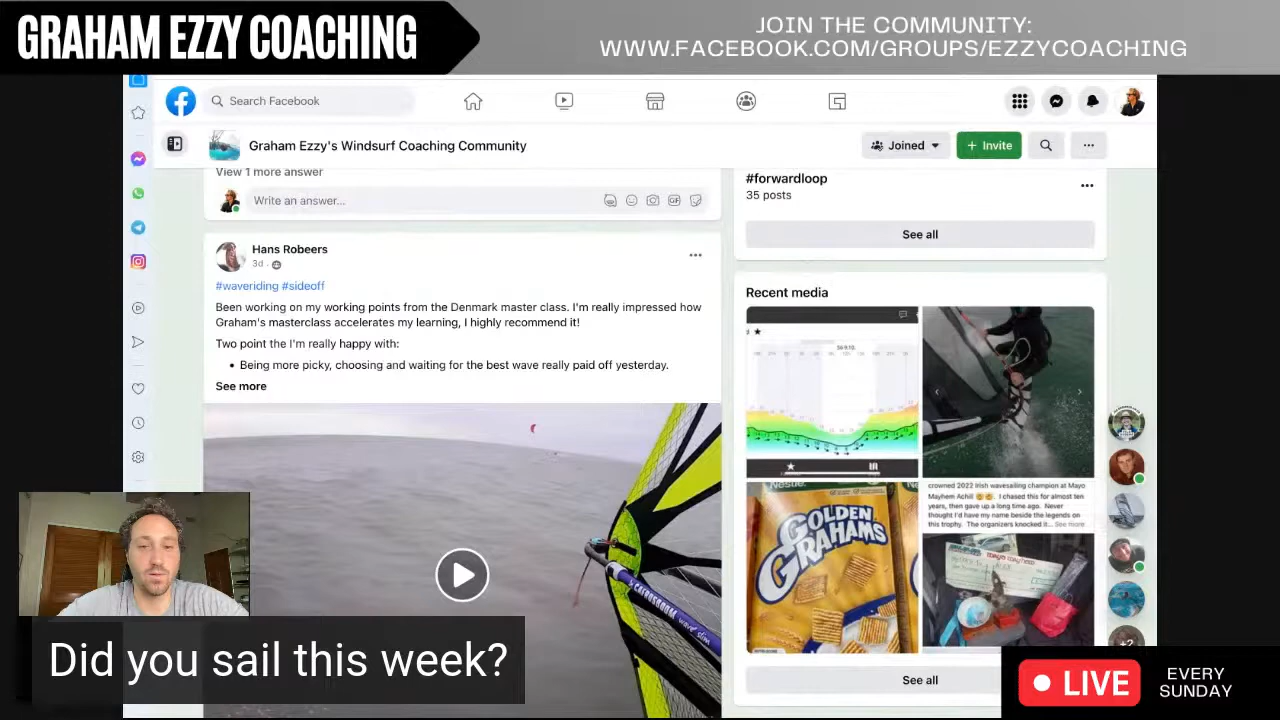 GRAHAM EZZY COACHING
JOIN THE COMMUNITY:
WWW.FACEBOOK.COM/GROUPS/EZZYCOACHING
Search Facebook
Graham Ezzy's Windsurf Coaching Community
Joined
+ Invite
View 1 more answer
Write an answer...
GIF
Hans Robeers
3d
#waveriding #sideoff
Been working on my working points from the Denmark master class. I'm really impressed how
Graham's masterclass accelerates my learning, I highly recommend it!
Two point the I'm really happy with:
• Being more picky, choosing and waiting for the best wave really paid off yesterday.
See more
#forwardloop
35 posts
See all
Recent media
crowned 2022 Irish wavesailing champion at Mayo
Mayhem Achill I chased this for almost ten
years, then gave up a long time ago. Never
thought I'd have my name beside the legends on
this trophy. The organizers knocked it... See more
Nestle
GOLDEN
GRAHAMS
+2
See all
Did you sail this week?
LIVE
EVERY
SUNDAY